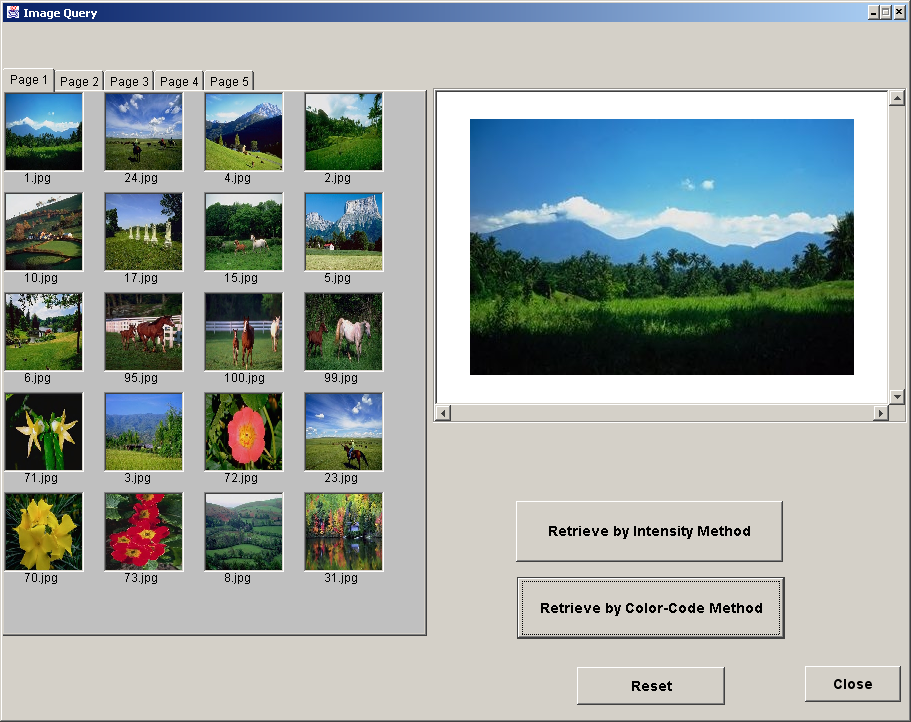 Image Query
Page 1 Page 2 Page 3 Page 4 Page 5
1.jpg 24.jpg 4.jpg 2.jpg
10.jpg 17.jpg 15.jpg 5.jpg
6.jpg 95.jpg 100.jpg 99.jpg
71.jpg 3.jpg 72.jpg 23.jpg
70.jpg 73.jpg 8.jpg 31.jpg
Retrieve by Intensity Method
Retrieve by Color-Code Method
Reset
Close